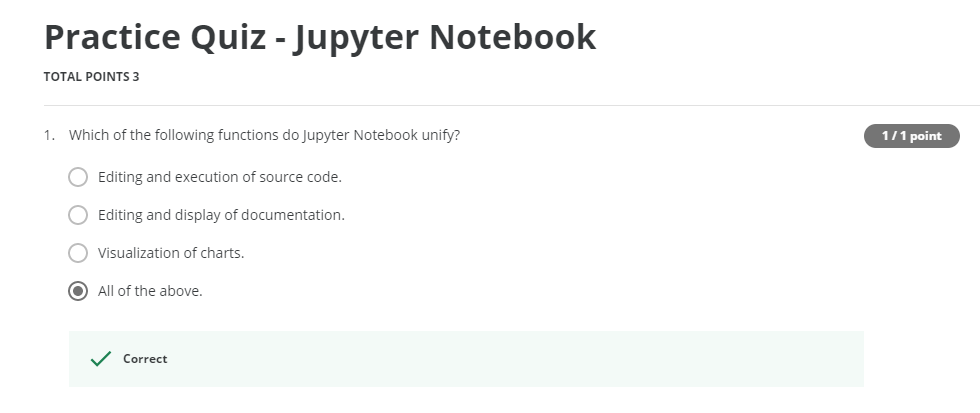 Practice Quiz - Jupyter Notebook
TOTAL POINTS 3
1. Which of the following functions do Jupyter Notebook unify?
1 / 1 point
Editing and execution of source code.
Editing and display of documentation.
Visualization of charts.
All of the above.
Correct